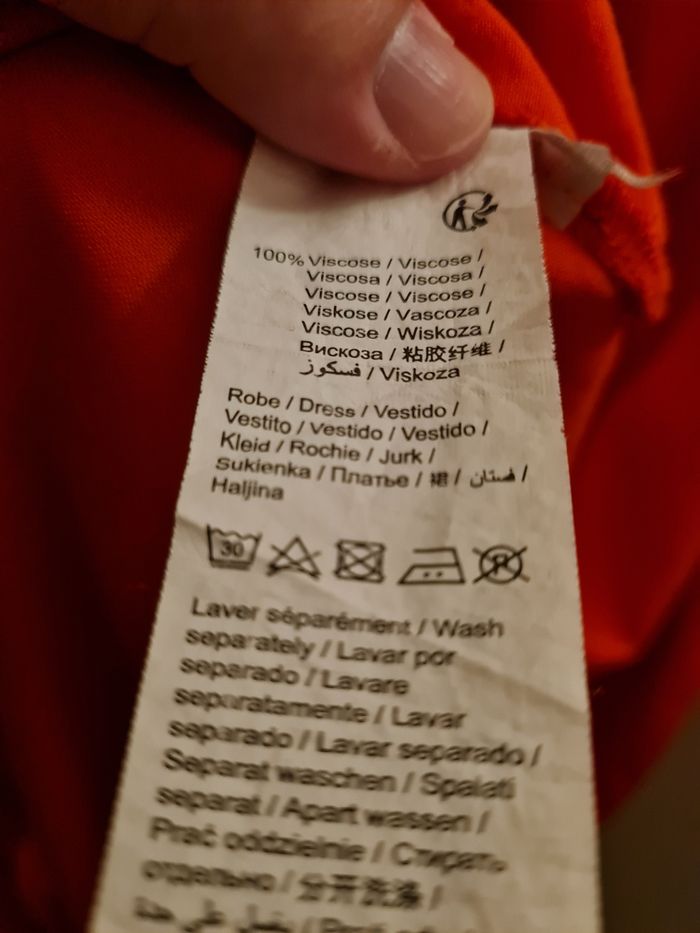 100% Viscose / Viscose /
Viscosa / Viscosa /
Viscose / Viscose /
Viskose / Vascoza /
Viscose / Wiskoza /
Вискоза / 粘胶纤维 /
فسكوز / Viskoza
Robe / Dress / Vestido /
Vestito / Vestido / Vestido /
Kleid / Rochie / Jurk /
Sukienka / Платье / 裙 / فستان /
Haljina
30
P
Laver séparément / Wash
separately / Lavar por
separado / Lavare
separatamente / Lavar
separado / Lavar separado /
Separat waschen / Spalati
separat / Apart wassen /
Prać oddzielnie / Стирать
отдельно / 分开洗涤 /